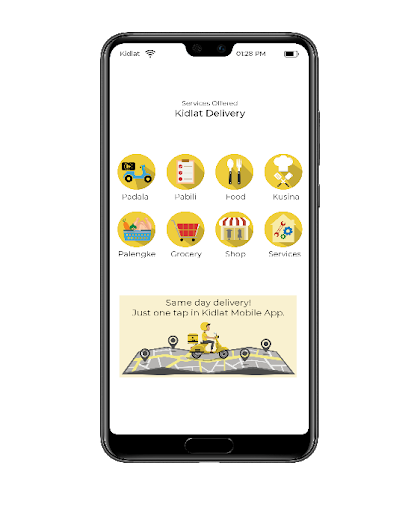 Kidlat 01:28 PM
Services Offered
Kidlat Delivery
Padala Pabili Food Kusina
Palengke Grocery Shop Services
Same day delivery!
Just one tap in Kidlat Mobile App.